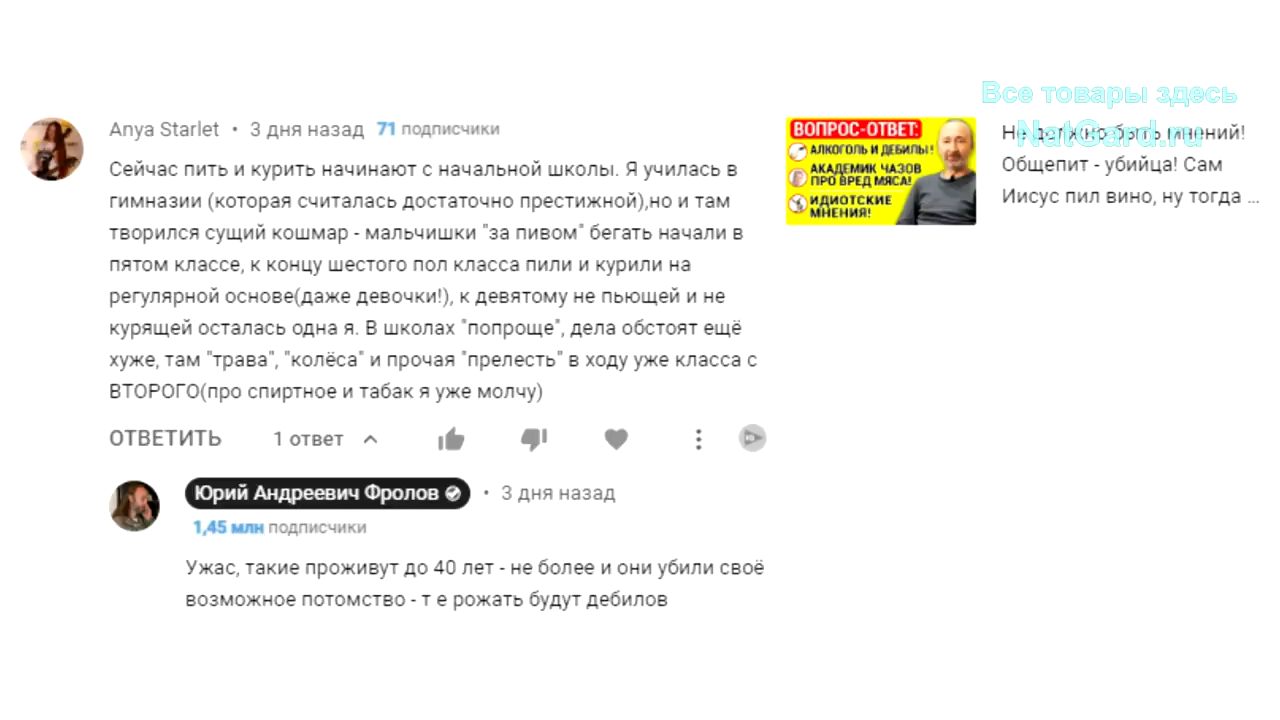 Anya Starlet • 3 дня назад 71 подписчики
Сейчас пить и курить начинают с начальной школы. Я училась в
гимназии (которая считалась достаточно престижной),но и там
творился сущий кошмар - мальчишки "за пивом" бегать начали в
пятом классе, к концу шестого пол класса пили и курили на
регулярной основе(даже девочки!), к девятому не пьющей и не
курящей осталась одна я. В школах "попроще", дела обстоят ещё
хуже, там "трава", "колёса" и прочая "прелесть" в ходу уже класса с
ВТОРОГО(про спиртное и табак я уже молчу)
ОТВЕТИТЬ 1 ответ
Юрий Андреевич Фролов • 3 дня назад
1,45 млн подписчики
Ужас, такие проживут до 40 лет - не более и они убили своё
возможное потомство - т е рожать будут дебилов
ВОПРОС-ОТВЕТ:
АЛКОГОЛЬ И ДЕБИЛЫ!
АКАДЕМИК ЧАЗОВ
ПРО ВРЕД МЯСА!
ИДИОТСКИЕ
МНЕНИЯ!
Все товары здесь
NatGard.ru
Не должно быть мнений!
Общепит - убийца! Сам
Иисус пил вино, ну тогда ...